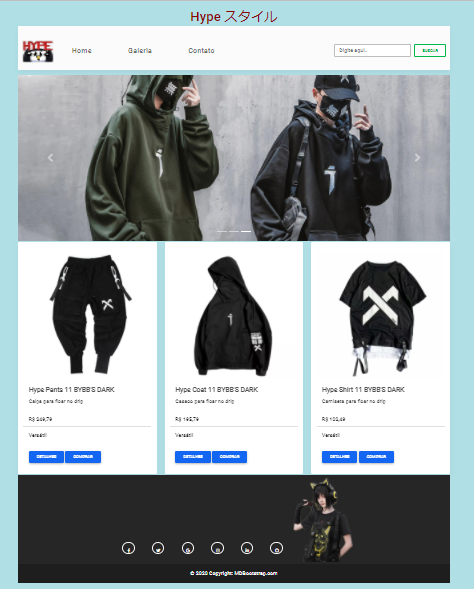 Hype スタイル
HYPE
Home Galeria Contato
Digite aqui..
BUSCAR
Hype Pants 11 BYBB'S DARK
Calça para ficar no drip
R$ 249,79
Versátil
DETALHES COMPRAR
Hype Coat 11 BYBB'S DARK
Casaco para ficar no drip
R$ 195,79
Versátil
DETALHES COMPRAR
Hype Shirt 11 BYBB'S DARK
Camiseta para ficar no drip
R$ 102,49
Versátil
DETALHES COMPRAR
© 2020 Copyright: MDBootstrap.com